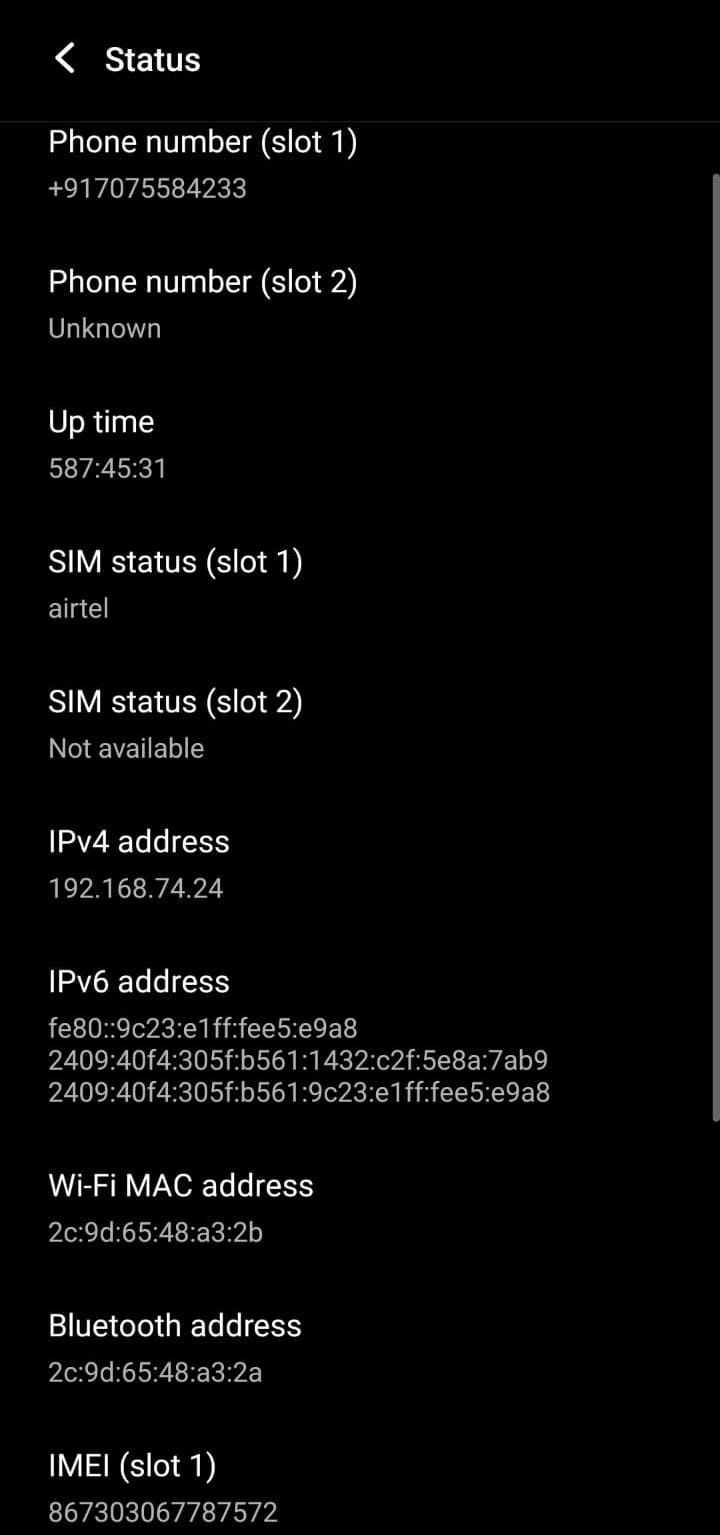 Status
Phone number (slot 1)
+917075584233
Phone number (slot 2)
Unknown
Up time
587:45:31
SIM status (slot 1)
airtel
SIM status (slot 2)
Not available
IPv4 address
192.168.74.24
IPv6 address
fe80::9c23:e1ff:fee5:e9a8
2409:40f4:305f:b561:1432:c2f:5e8a:7ab9
2409:40f4:305f:b561:9c23:e1ff:fee5:e9a8
Wi-Fi MAC address
2c:9d:65:48:a3:2b
Bluetooth address
2c:9d:65:48:a3:2a
IMEI (slot 1)
867303067787572